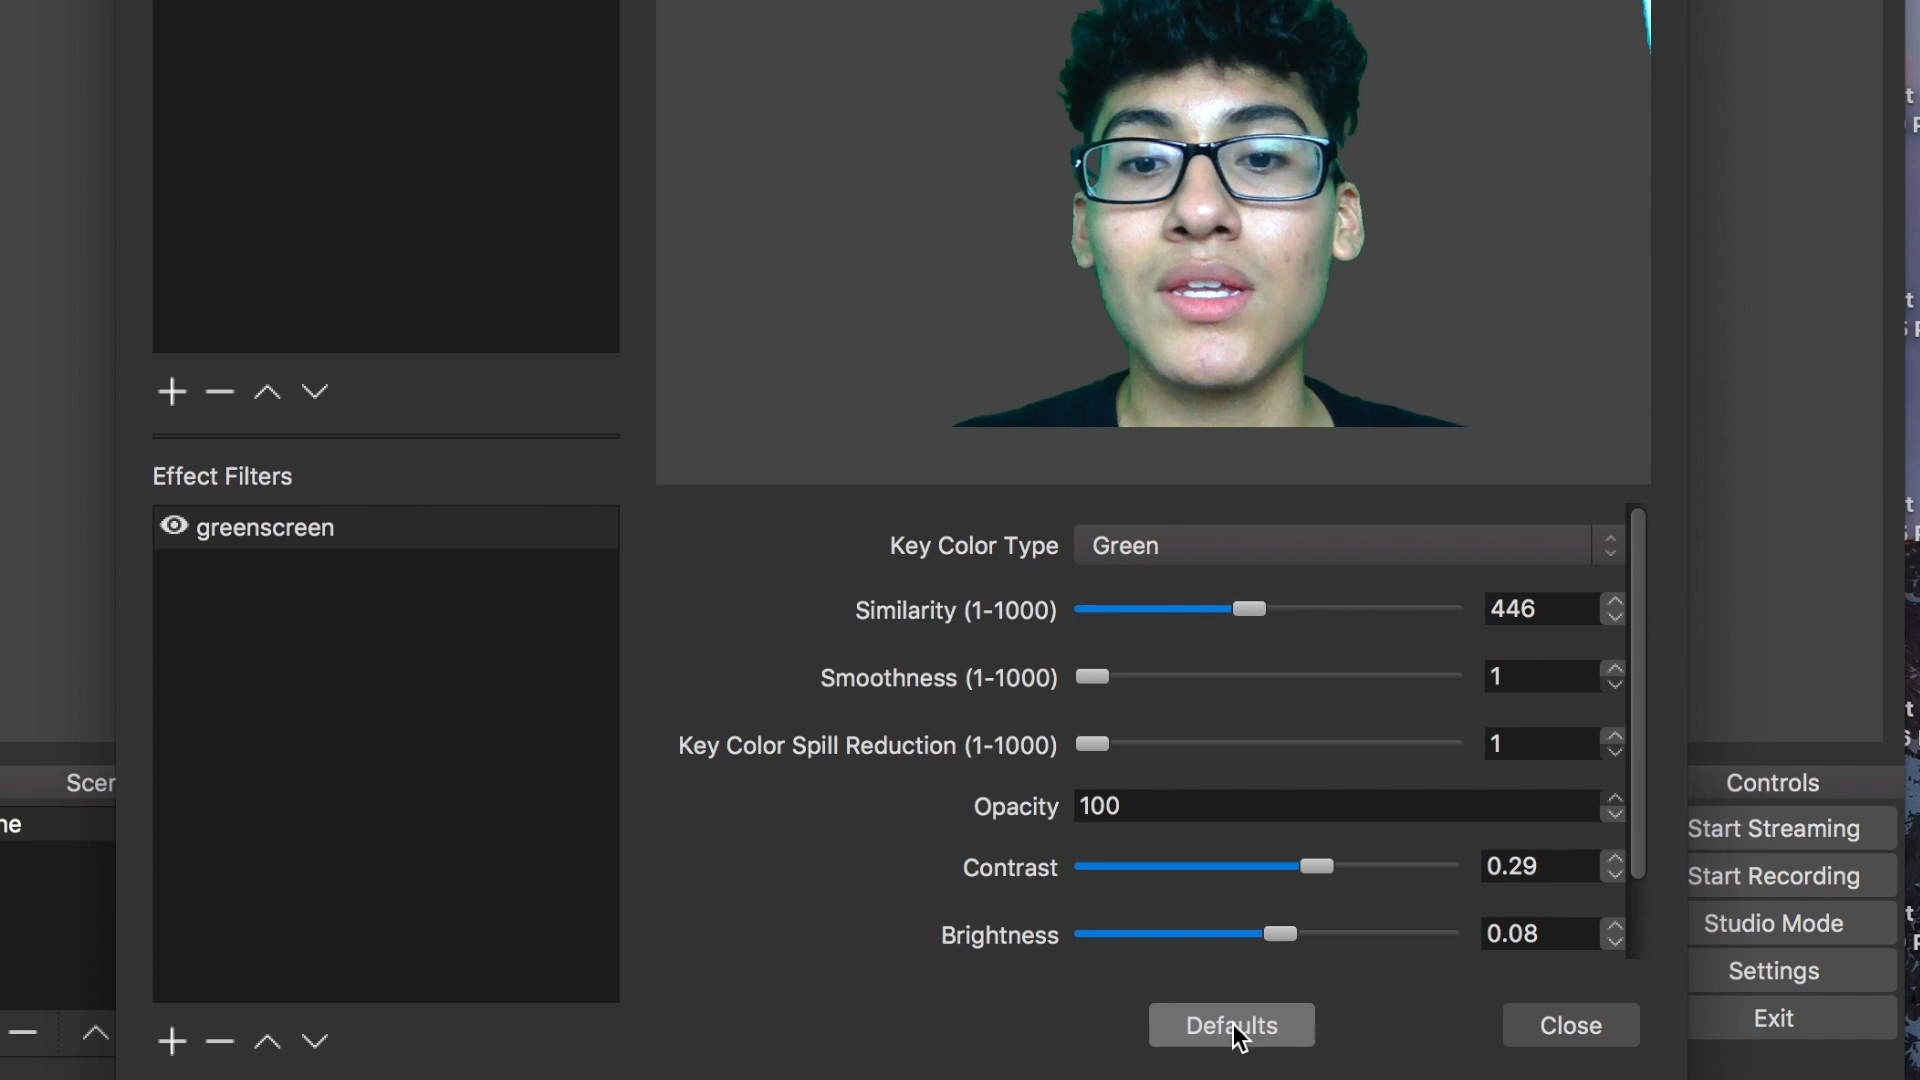 Effect Filters
greenscreen
Key Color Type Green
Similarity (1-1000) 446
Smoothness (1-1000) 1
Key Color Spill Reduction (1-1000) 1
Opacity 100
Contrast 0.29
Brightness 0.08
Defaults Close
Scen
ne
Controls
Start Streaming
Start Recording
Studio Mode
Settings
Exit